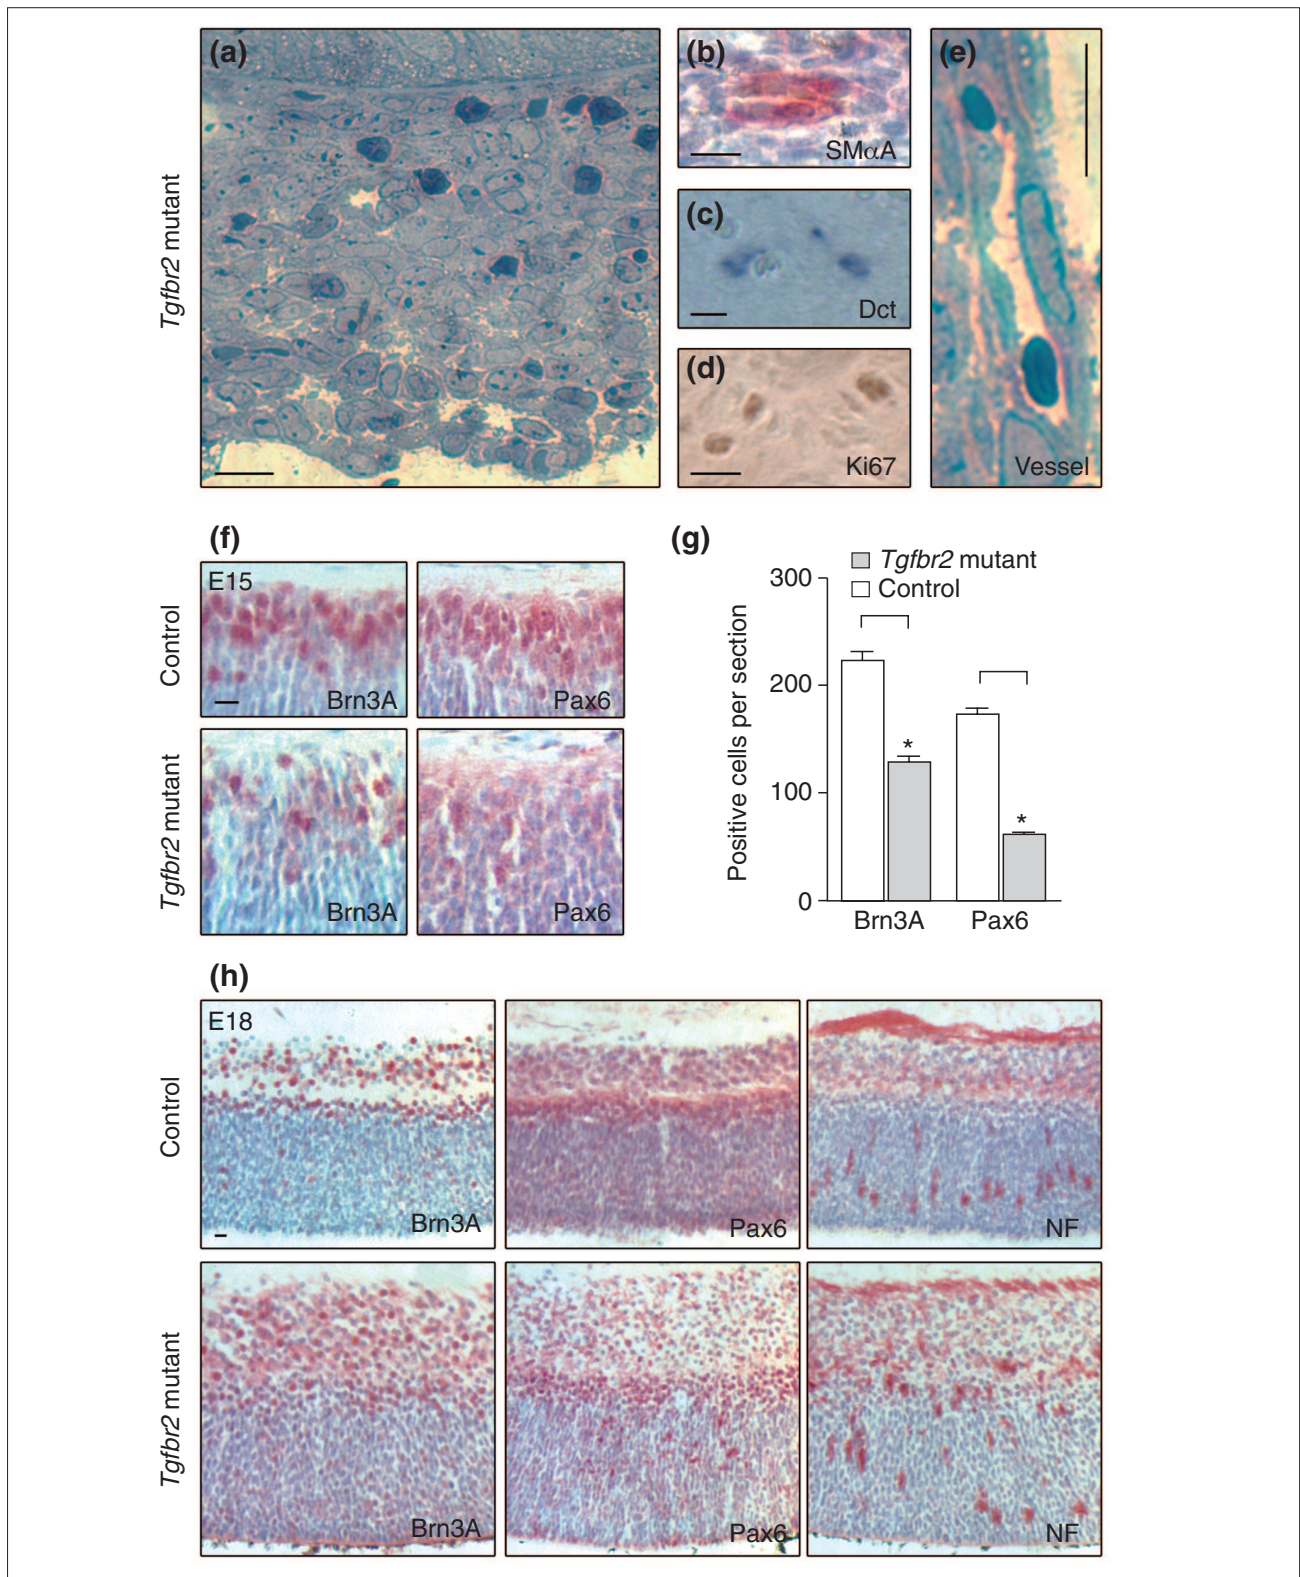 (a)
Tgfbr2 mutant
(b)
SMαA
(c)
Dct
(d)
Ki67
(e)
Vessel
(f)
Control
E15
Brn3A
Pax6
Tgfbr2 mutant
Brn3A
Pax6
(g)
Tgfbr2 mutant
Control
Positive cells per section
300
200
100
0
*
*
Brn3A
Pax6
(h)
Control
E18
Brn3A
Pax6
NF
Tgfbr2 mutant
Brn3A
Pax6
NF